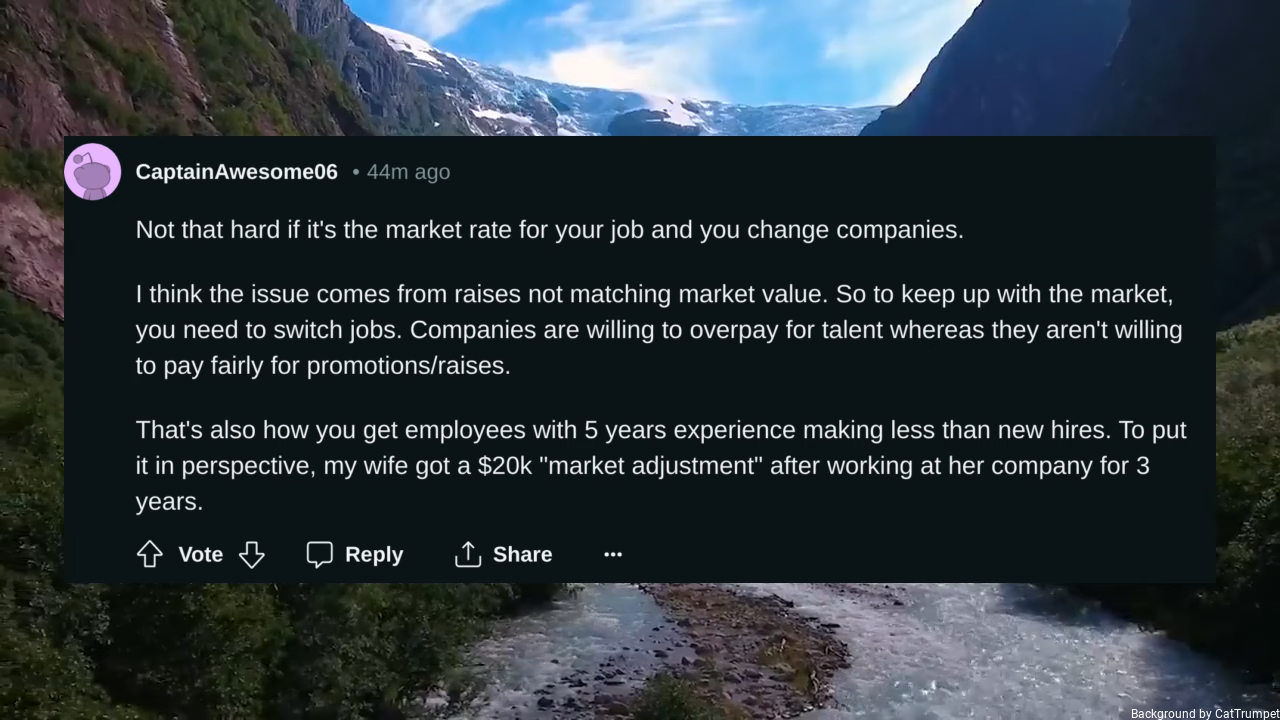 CaptainAwesome06 • 44m ago
Not that hard if it's the market rate for your job and you change companies.
I think the issue comes from raises not matching market value. So to keep up with the market,
you need to switch jobs. Companies are willing to overpay for talent whereas they aren't willing
to pay fairly for promotions/raises.
That's also how you get employees with 5 years experience making less than new hires. To put
it in perspective, my wife got a $20k "market adjustment" after working at her company for 3
years.
Vote Reply Share ...
Background by CatTrumpet